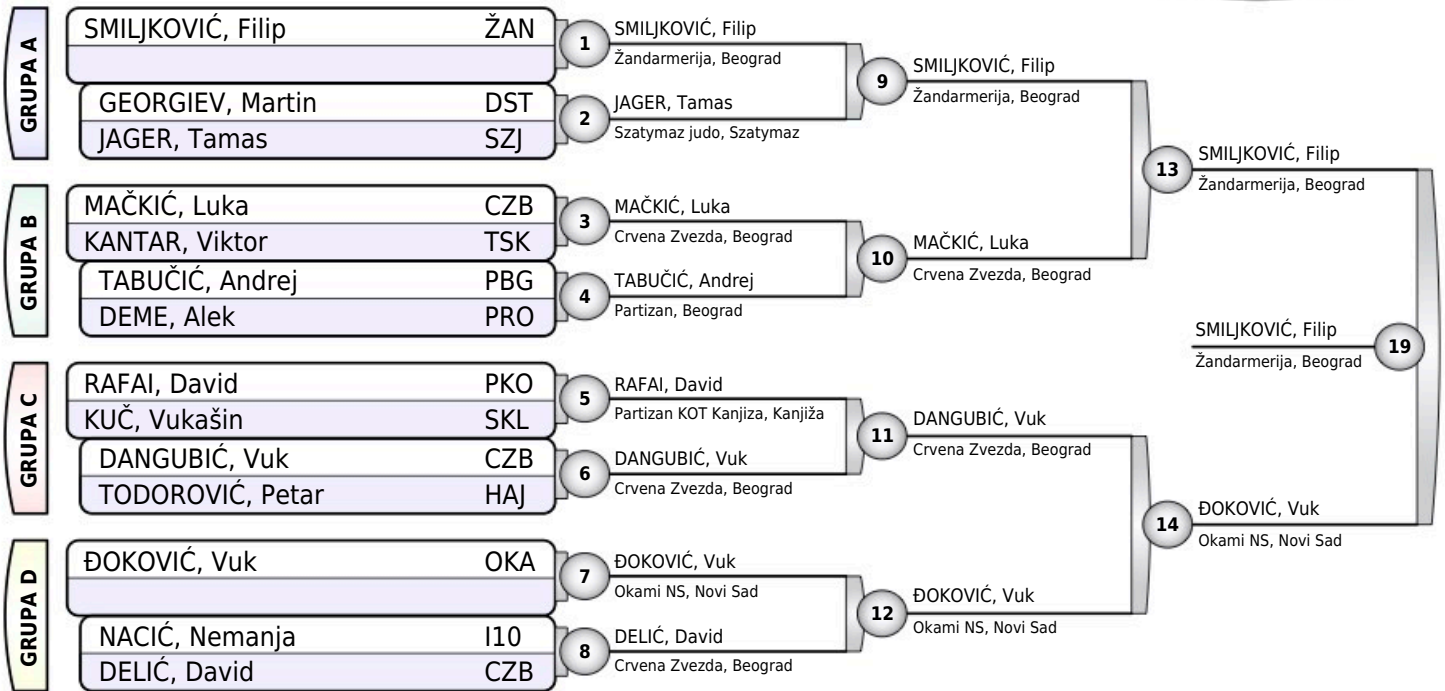 GRUPA A
SMILJKOVIĆ, Filip ŽAN
GEORGIEV, Martin DST
JAGER, Tamas SZJ
GRUPA B
MAČKIĆ, Luka CZB
KANTAR, Viktor TSK
TABUČIĆ, Andrej PBG
DEME, Alek PRO
GRUPA C
RAFAI, David PKO
KUČ, Vukašin SKL
DANGUBIĆ, Vuk CZB
TODOROVIĆ, Petar HAJ
GRUPA D
ĐOKOVIĆ, Vuk OKA
NACIĆ, Nemanja I10
DELIĆ, David CZB
1
SMILJKOVIĆ, Filip
Žandarmerija, Beograd
2
JAGER, Tamas
Szatymaz judo, Szatymaz
3
MAČKIĆ, Luka
Crvena Zvezda, Beograd
4
TABUČIĆ, Andrej
Partizan, Beograd
5
RAFAI, David
Partizan KOT Kanjiza, Kanjiža
6
DANGUBIĆ, Vuk
Crvena Zvezda, Beograd
7
ĐOKOVIĆ, Vuk
Okami NS, Novi Sad
8
DELIĆ, David
Crvena Zvezda, Beograd
9
SMILJKOVIĆ, Filip
Žandarmerija, Beograd
10
MAČKIĆ, Luka
Crvena Zvezda, Beograd
11
DANGUBIĆ, Vuk
Crvena Zvezda, Beograd
12
ĐOKOVIĆ, Vuk
Okami NS, Novi Sad
13
SMILJKOVIĆ, Filip
Žandarmerija, Beograd
14
ĐOKOVIĆ, Vuk
Okami NS, Novi Sad
SMILJKOVIĆ, Filip
Žandarmerija, Beograd
19